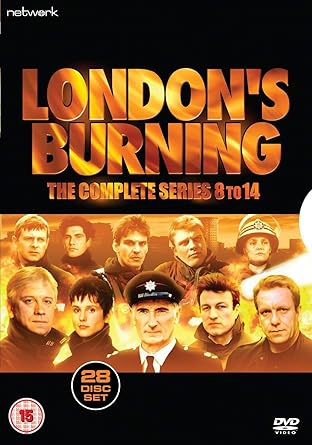 network
LONDON'S
BURNING
THE COMPLETE SERIES 8 TO 14
28
DISC
SET
15
DVD
VIDEO